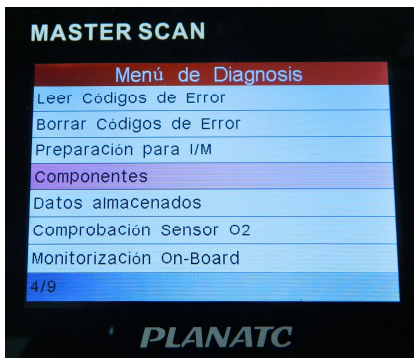 MASTER SCAN
Menú de Diagnosis
Leer Códigos de Error
Borrar Códigos de Error
Preparación para I/M
Componentes
Datos almacenados
Comprobación Sensor O2
Monitorización On-Board
4/9
PLANATC